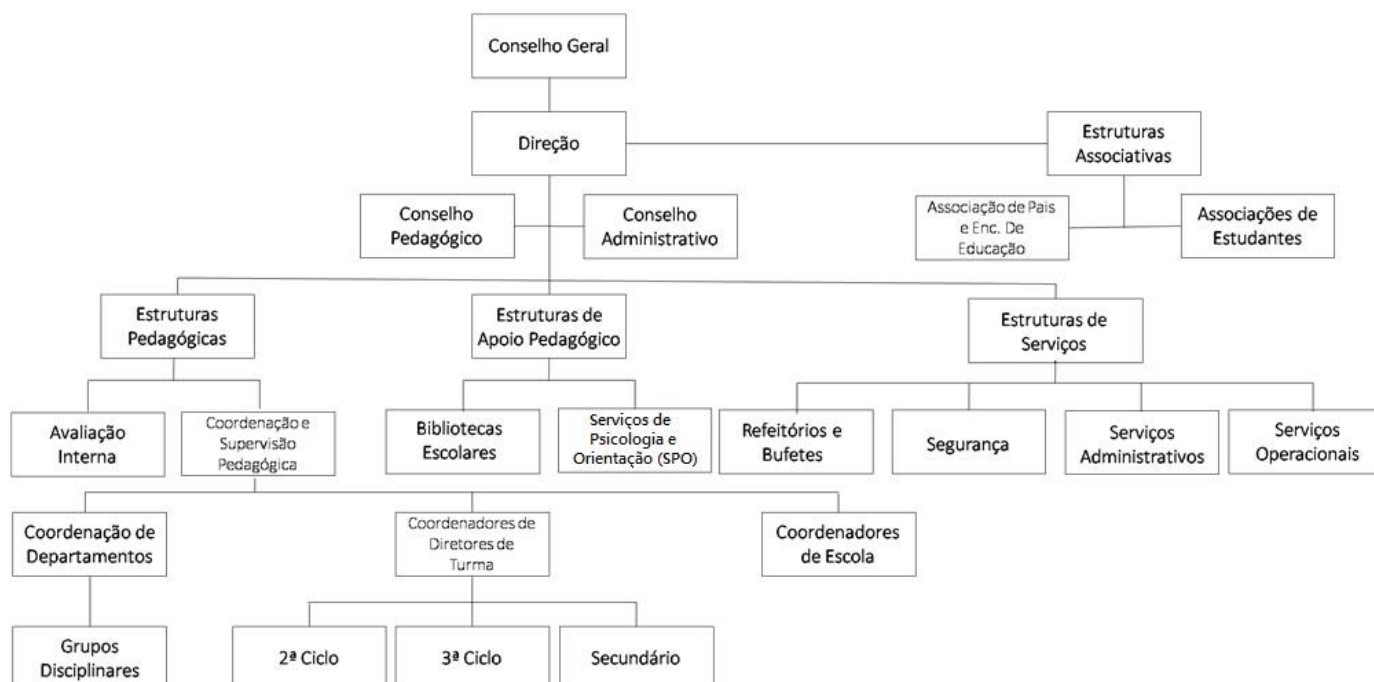 Conselho Geral
Direção
Estruturas
Associativas
Conselho
Pedagógico
Conselho
Administrativo
Associação de Pais
e Enc. De
Educação
Associações de
Estudantes
Estruturas
Pedagógicas
Estruturas de
Apoio Pedagógico
Estruturas de
Serviços
Avaliação
Interna
Coordenação e
Supervisão
Pedagógica
Bibliotecas
Escolares
Serviços de
Psicologia e
Orientação (SPO)
Refeitórios e
Bufetes
Segurança
Serviços
Administrativos
Serviços
Operacionais
Coordenação de
Departamentos
Coordenadores de
Diretores de
Turma
Coordenadores
de Escola
Grupos
Disciplinares
2ª Ciclo
3ª Ciclo
Secundário